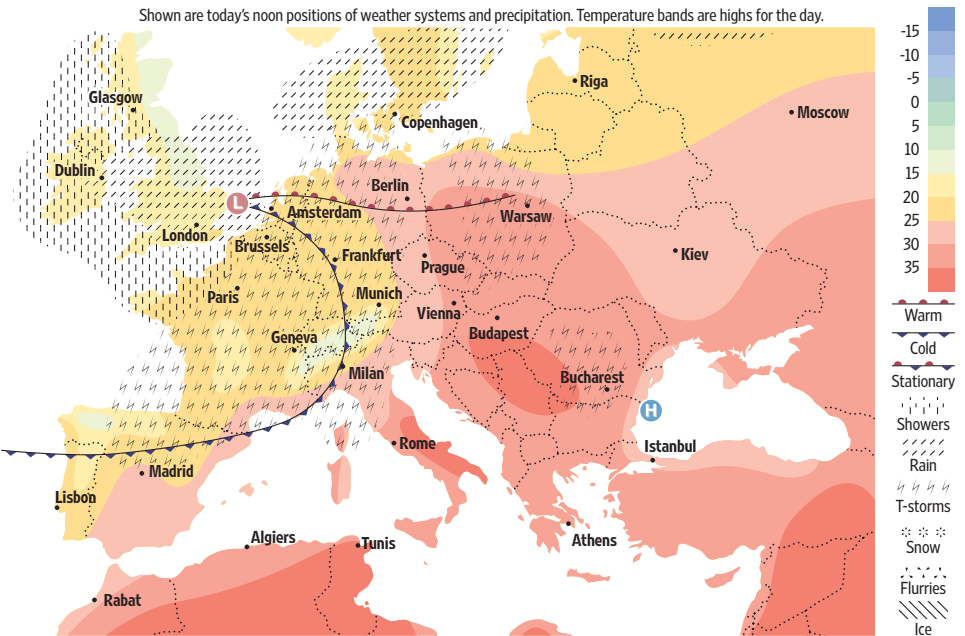 Shown are today's noon positions of weather systems and precipitation. Temperature bands are highs for the day.
-15
-10
-5
0
5
10
15
20
25
30
35
Warm
Cold
Stationary
Showers
Rain
T-storms
Snow
Flurries
Ice
Riga
Glasgow
Moscow
Copenhagen
Dublin
Berlin
L
Amsterdam
Warsaw
London
Brussels
Frankfurt
Kiev
Prague
Paris
Munich
Vienna
Budapest
Geneva
Milan
Bucharest
H
Rome
Istanbul
Madrid
Lisbon
Algiers
Tunis
Athens
Rabat